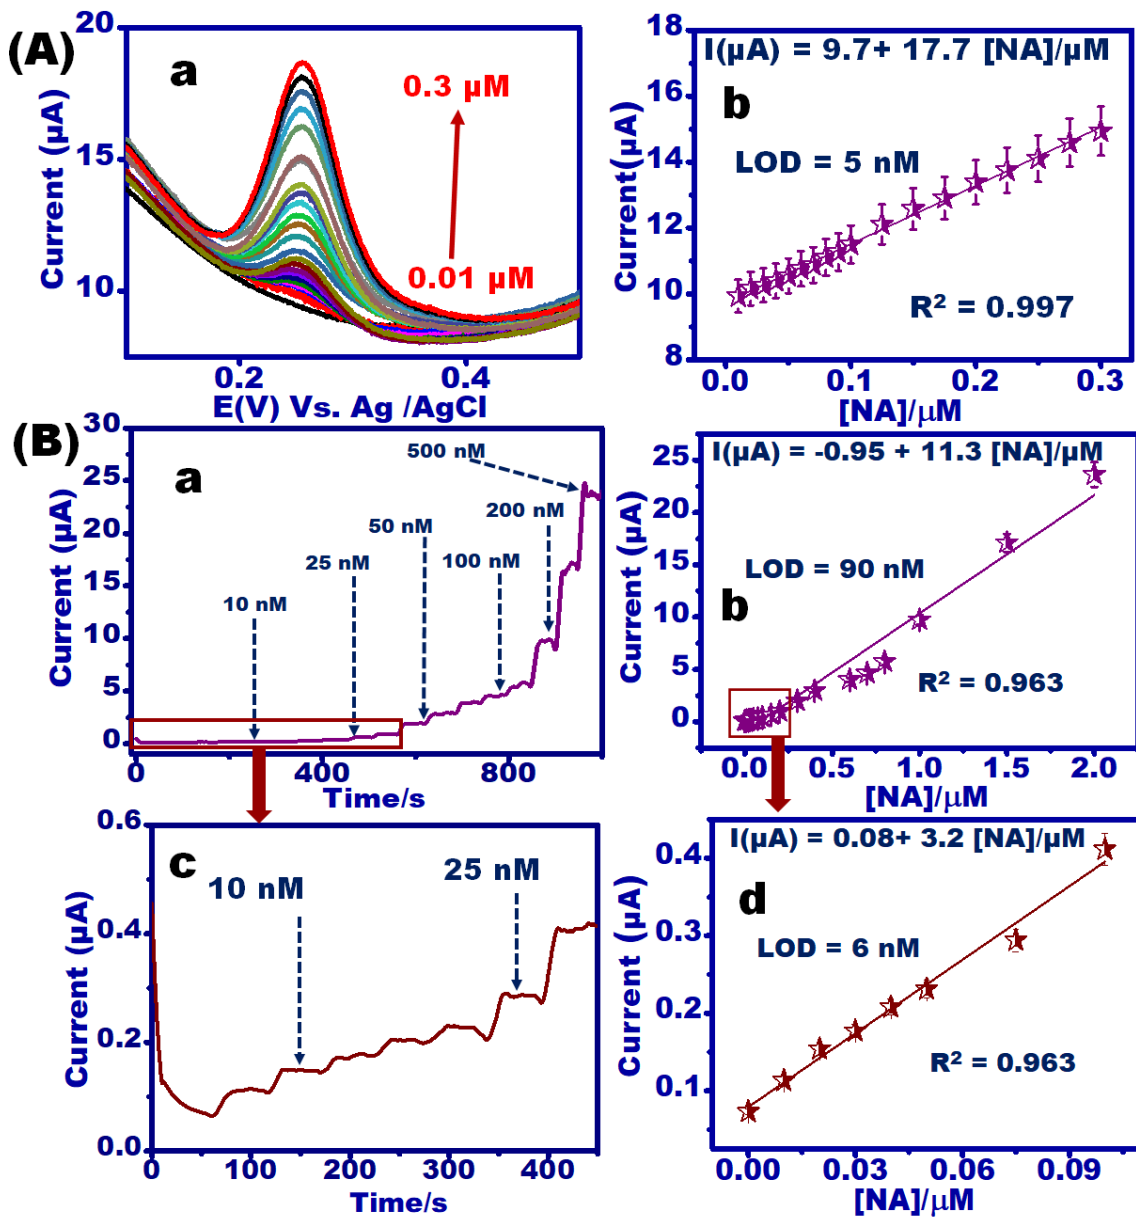 (A)
a
20
15
10
Current (µA)
0.3 µM
0.01 µM
0.2
0.4
E(V) Vs. Ag /AgCl
I(µA) = 9.7+ 17.7 [NA]/µM
b
LOD = 5 nM
R² = 0.997
18
16
14
12
10
8
Current(µA)
0.0
0.1
0.2
0.3
[NA]/µM
(B)
a
30
25
20
15
10
5
0
Current (µA)
500 nM
200 nM
50 nM
100 nM
25 nM
10 nM
0
400
800
Time/s
I(µA) = -0.95 + 11.3 [NA]/µM
LOD = 90 nM
b
R² = 0.963
25
20
15
10
5
0
Current (µA)
0.0
0.5
1.0
1.5
2.0
[NA]/µM
c
0.6
0.4
0.2
0.0
Current (µA)
10 nM
25 nM
0
100
200
300
400
Time/s
I(µA) = 0.08+ 3.2 [NA]/µM
d
LOD = 6 nM
R² = 0.963
0.4
0.3
0.2
0.1
Current (µA)
0.00
0.03
0.06
0.09
[NA]/µM